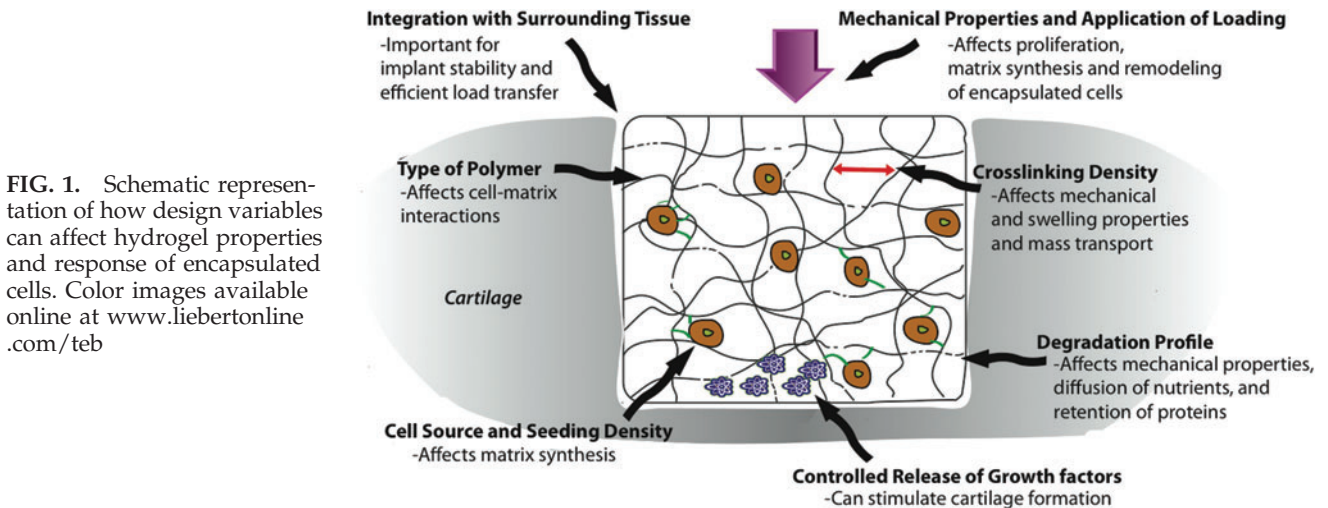 FIG. 1. Schematic represen-
tation of how design variables
can affect hydrogel properties
and response of encapsulated
cells. Color images available
online at www.liebertonline
.com/teb
Integration with Surrounding Tissue
-Important for
implant stability and
efficient load transfer
Mechanical Properties and Application of Loading
-Affects proliferation,
matrix synthesis and remodeling
of encapsulated cells
Type of Polymer
-Affects cell-matrix
interactions
Crosslinking Density
-Affects mechanical
and swelling properties
and mass transport
Cartilage
Degradation Profile
-Affects mechanical properties,
diffusion of nutrients, and
retention of proteins
Cell Source and Seeding Density
-Affects matrix synthesis
Controlled Release of Growth factors
-Can stimulate cartilage formation